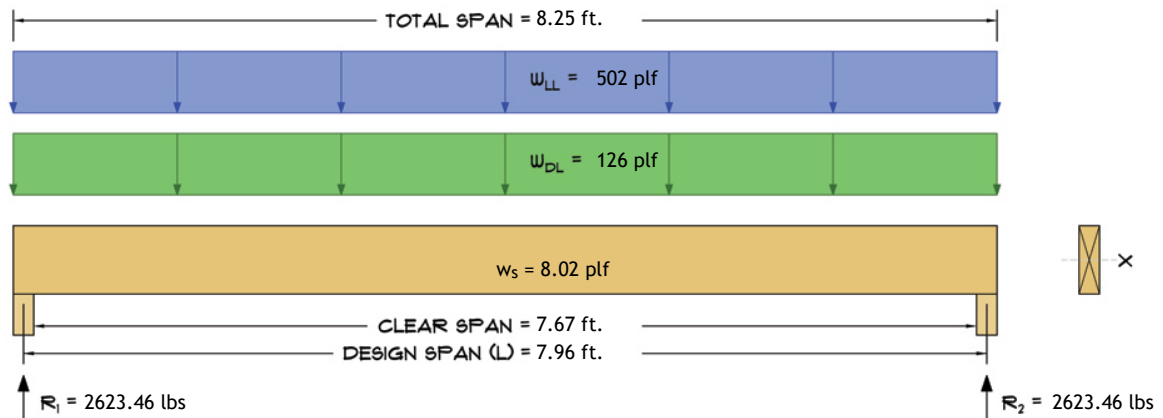 TOTAL SPAN = 8.25 ft.
WLL = 502 plf
WDL = 126 plf
ws = 8.02 plf
X
CLEAR SPAN = 7.67 ft.
DESIGN SPAN (L) = 7.96 ft.
R1 = 2623.46 lbs
R2 = 2623.46 lbs